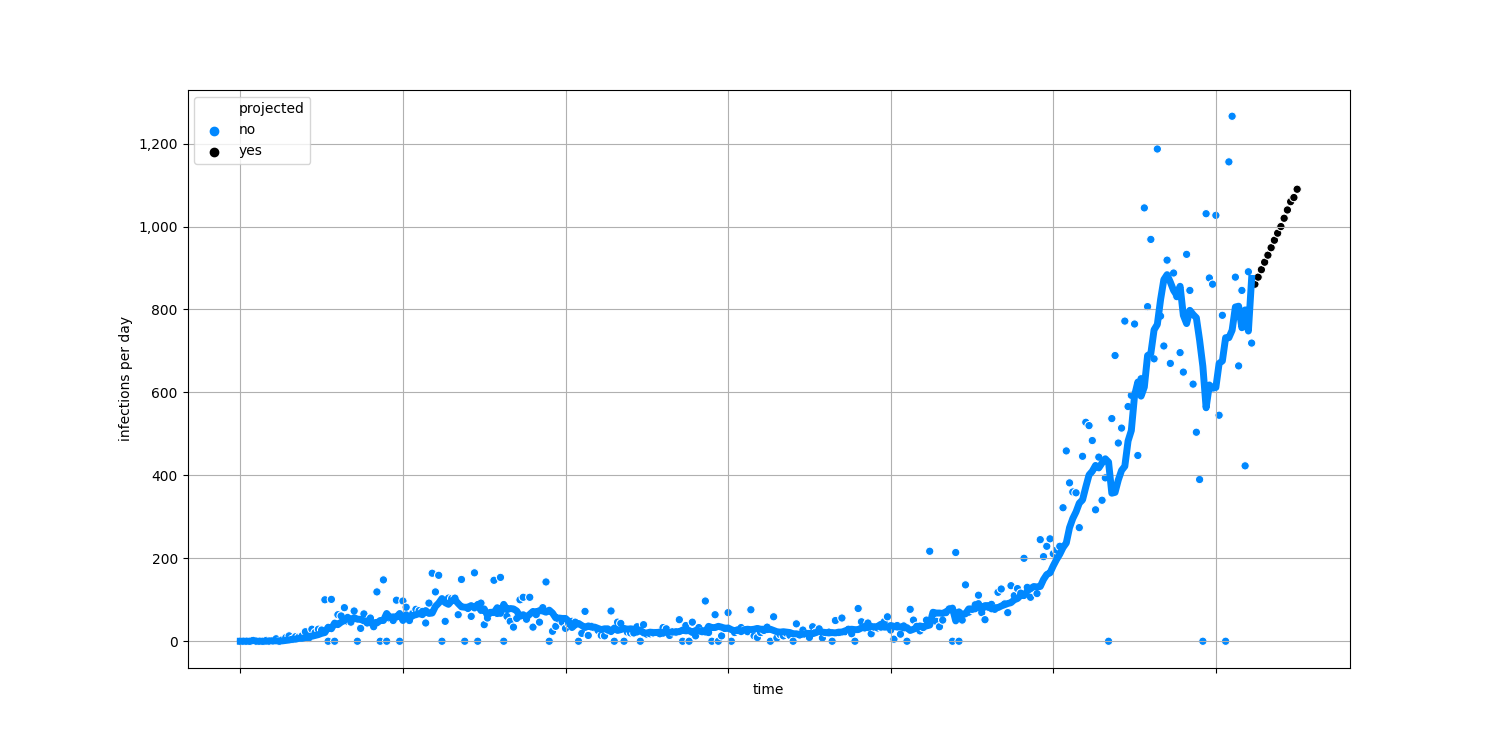 projected
no
yes
1,200
1,000
800
600
400
200
0
infections per day
time